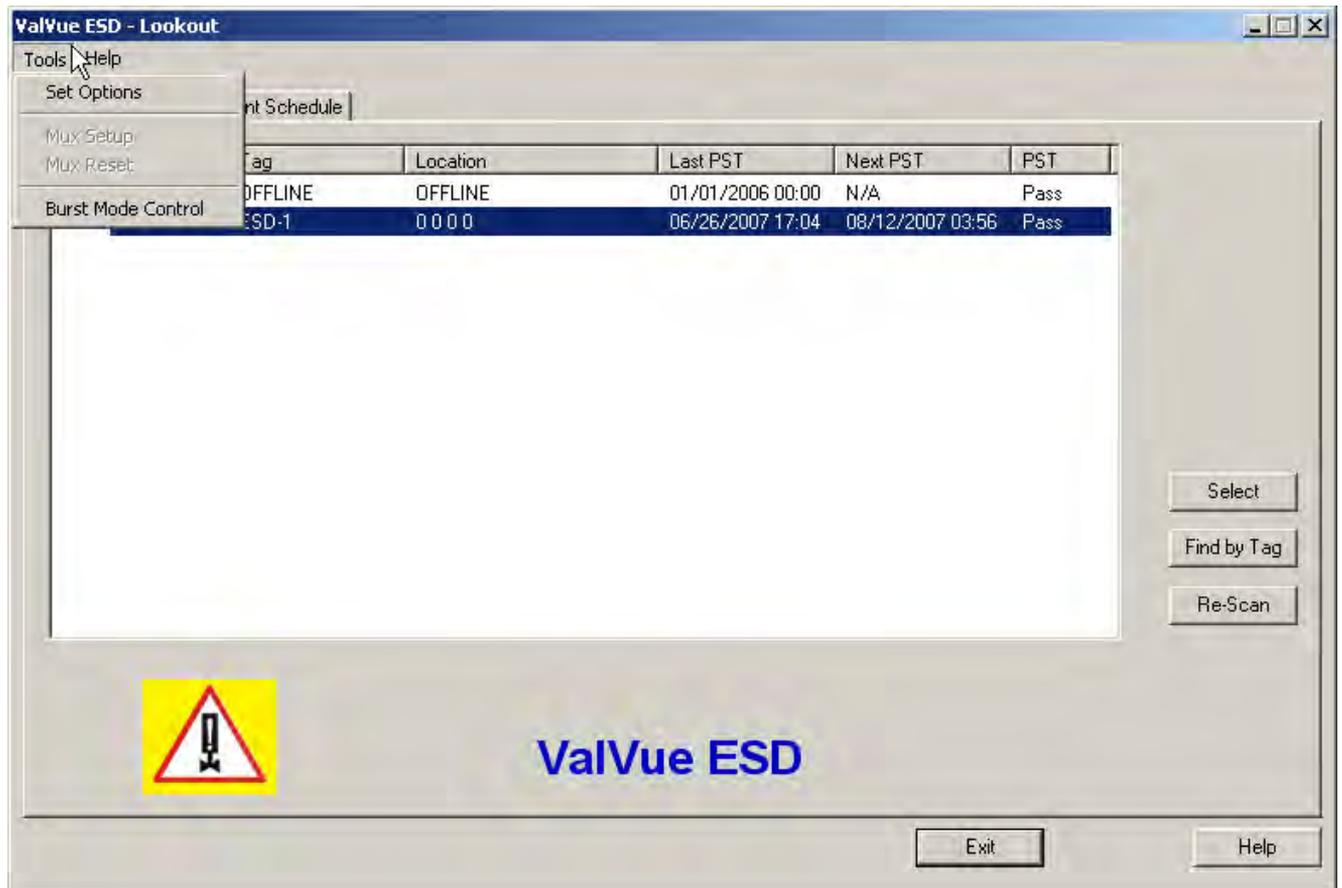 ValVue ESD - Lookout
Tools Help
Set Options
Mux Setup
Mux Reset
Burst Mode Control
nt Schedule
Tag Location Last PST Next PST PST
OFFLINE OFFLINE 01/01/2006 00:00 N/A Pass
ESD-1 0 0 0 0 06/26/2007 17:04 08/12/2007 03:56 Pass
Select
Find by Tag
Re-Scan
ValVue ESD
Exit Help